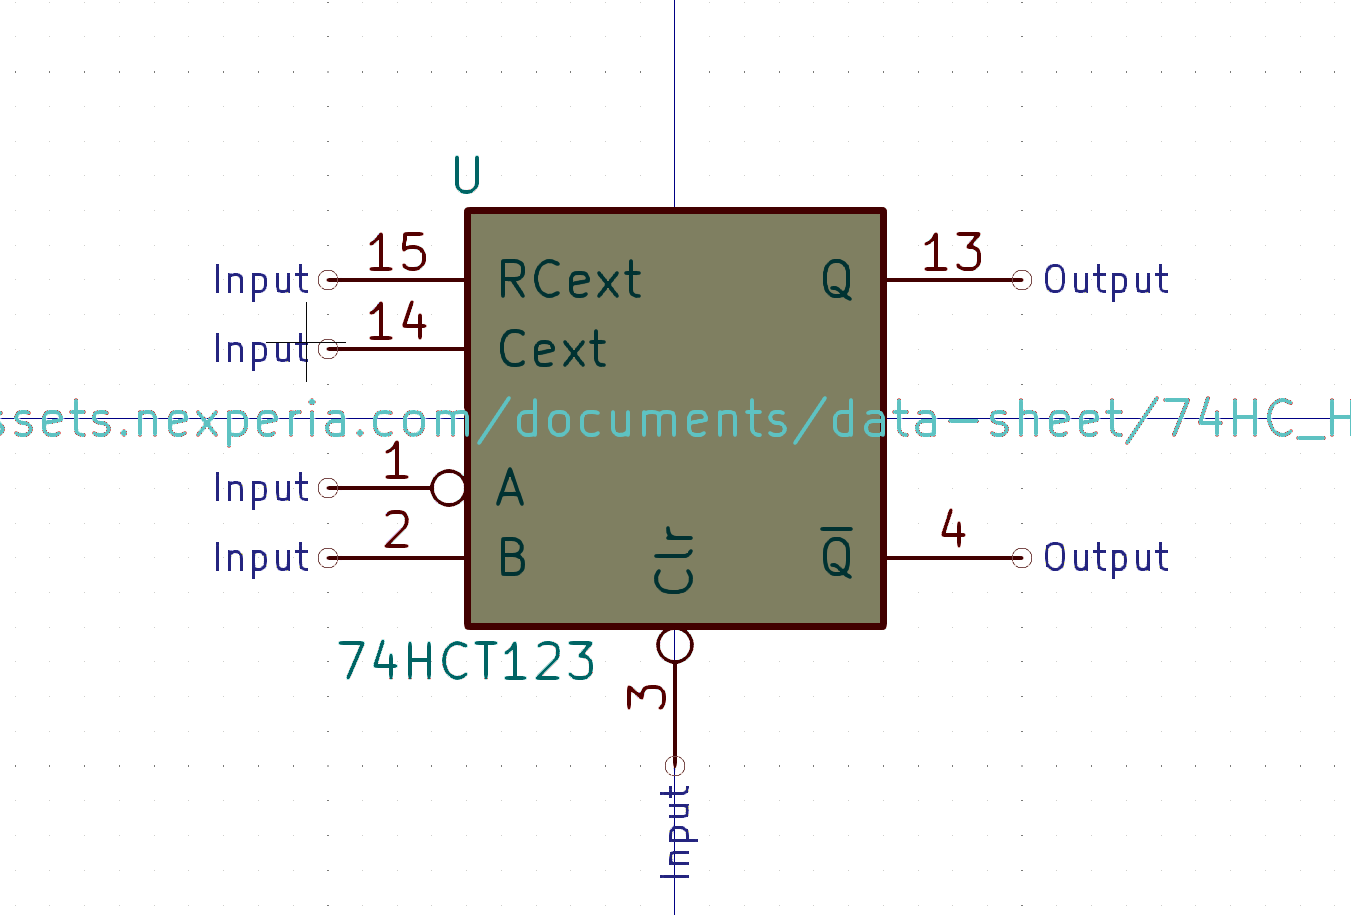 U
15
Input
RCext
Q
13
Output
14
Input
Cext
ssets.nexperia.com/documents/data-sheet/74HC_H
1
Input
A
2
Input
B
Clr
Q̅
4
Output
74HCT123
3
Input